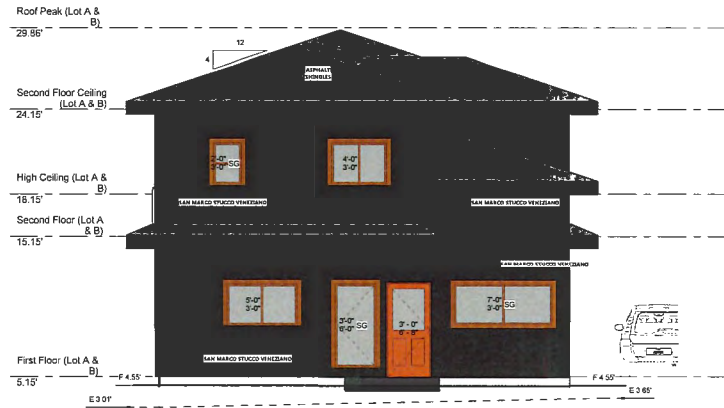 Roof Peak (Lot A &
B)
29.86'
12
4
ASPHALT
SHINGLES
Second Floor Ceiling
(Lot A & B)
24.15'
SG
4'-0"
3'-0"
High Ceiling (Lot A &
B)
18.15'
SAN MARCO STUCCO VENEZIANO
SAN MARCO STUCCO VENEZIANO
Second Floor (Lot A
& B)
15.15'
SAN MARCO STUCCO VENEZIANO
5'-0"
3'-0"
3'-0"
6'-0"
SG
3' - 0"
7'-0"
3'-0"
SG
SAN MARCO STUCCO VENEZIANO
First Floor (Lot A &
B)
5.15'
F 4.55'
F 4.55'
E 3.01'
E 3.65'